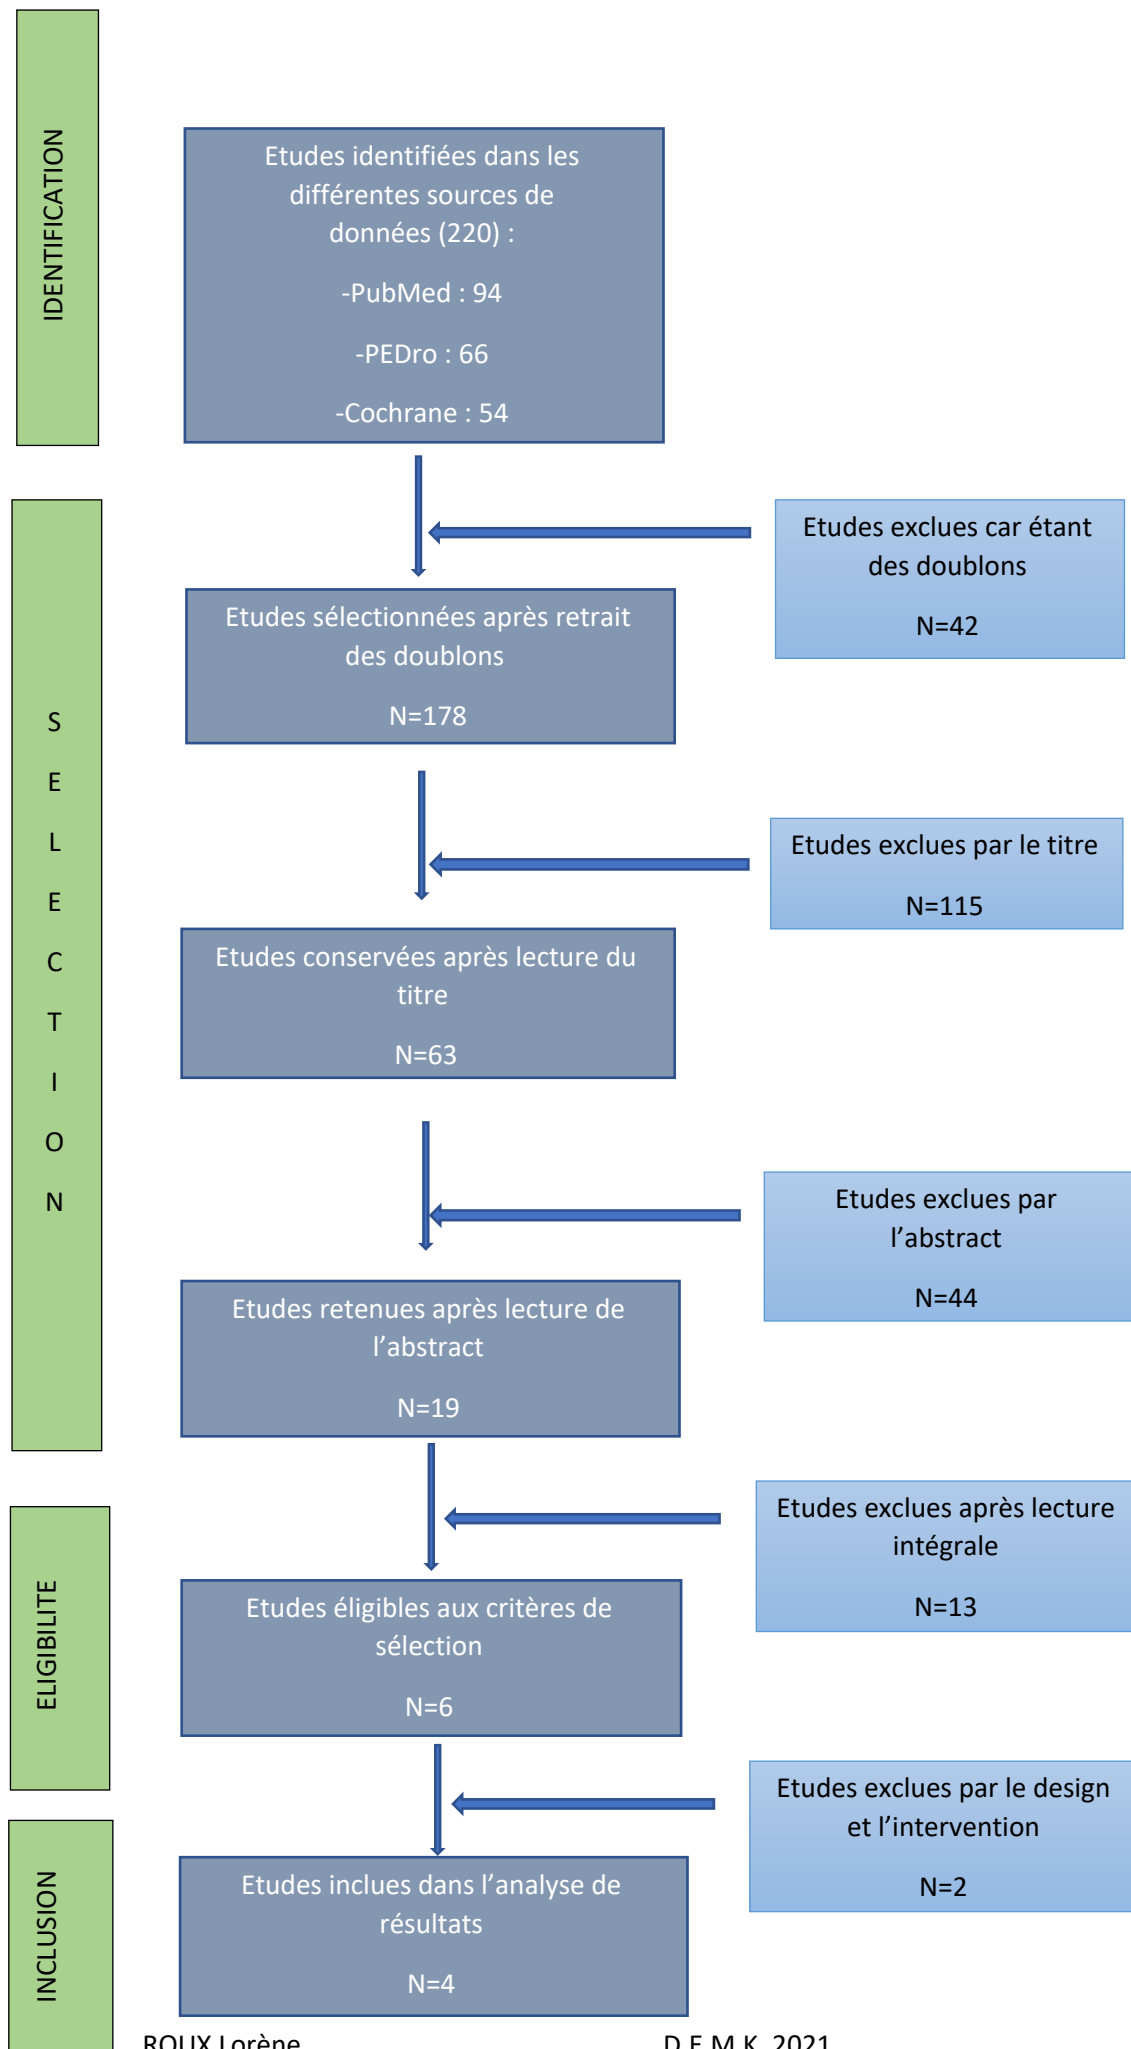 IDENTIFICATION
Etudes identifiées dans les
différentes sources de
données (220) :
-PubMed : 94
-PEDro : 66
-Cochrane : 54
S
E
L
E
C
T
I
O
N
Etudes exclues car étant
des doublons
N=42
Etudes sélectionnées après retrait
des doublons
N=178
Etudes exclues par le titre
N=115
Etudes conservées après lecture du
titre
N=63
Etudes exclues par
l’abstract
N=44
Etudes retenues après lecture de
l’abstract
N=19
ELIGIBILITE
Etudes exclues après lecture
intégrale
N=13
Etudes éligibles aux critères de
sélection
N=6
Etudes exclues par le design
et l’intervention
N=2
INCLUSION
Etudes inclues dans l’analyse de
résultats
N=4
ROUX Lorène D.E.M.K. 2021